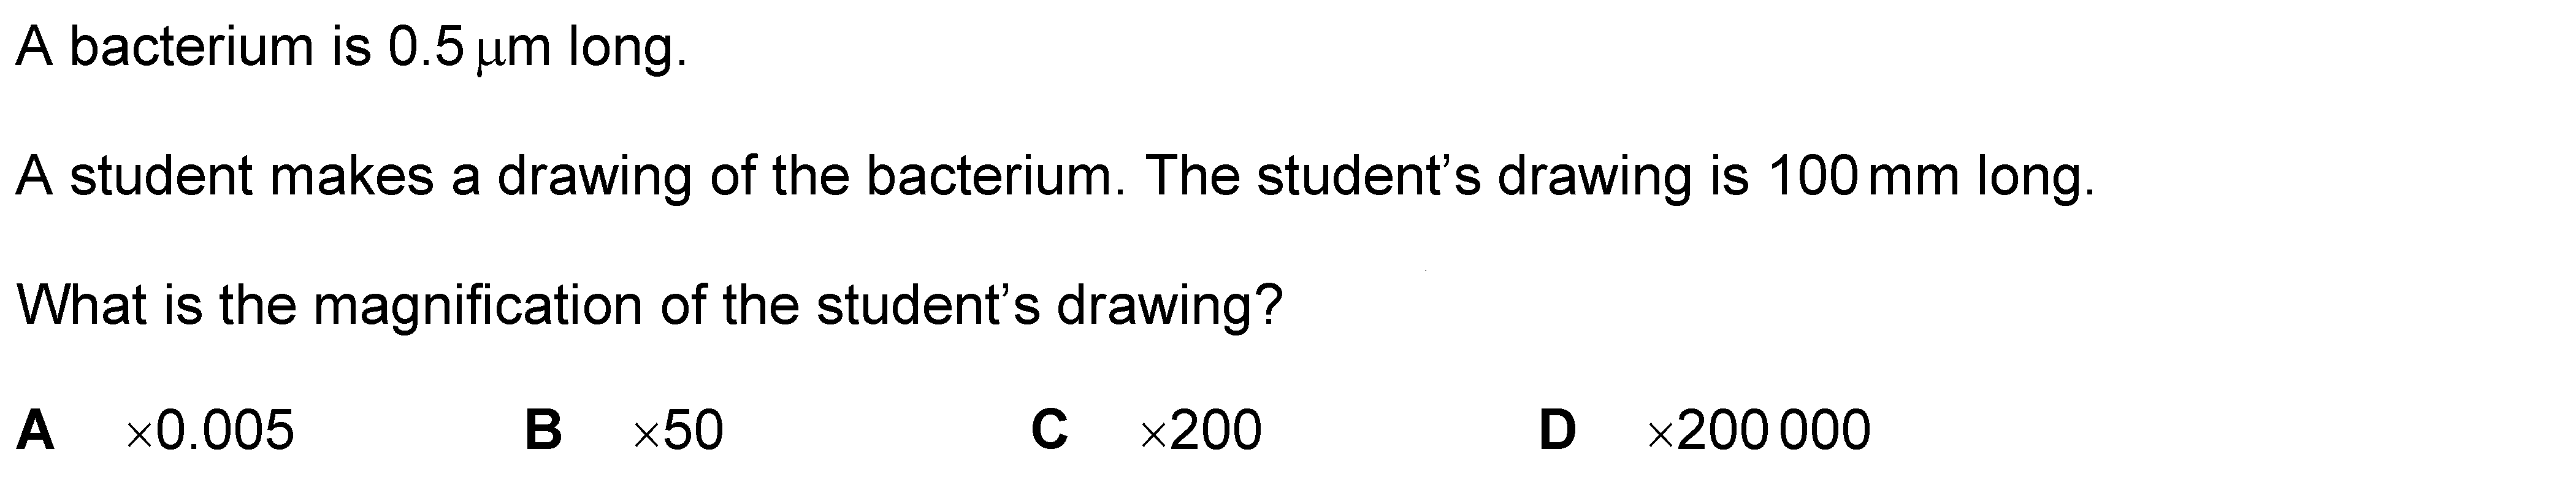 A bacterium is 0.5 μm long.
A student makes a drawing of the bacterium. The student’s drawing is 100 mm long.
What is the magnification of the student’s drawing?
A ×0.005 B ×50 C ×200 D ×200 000